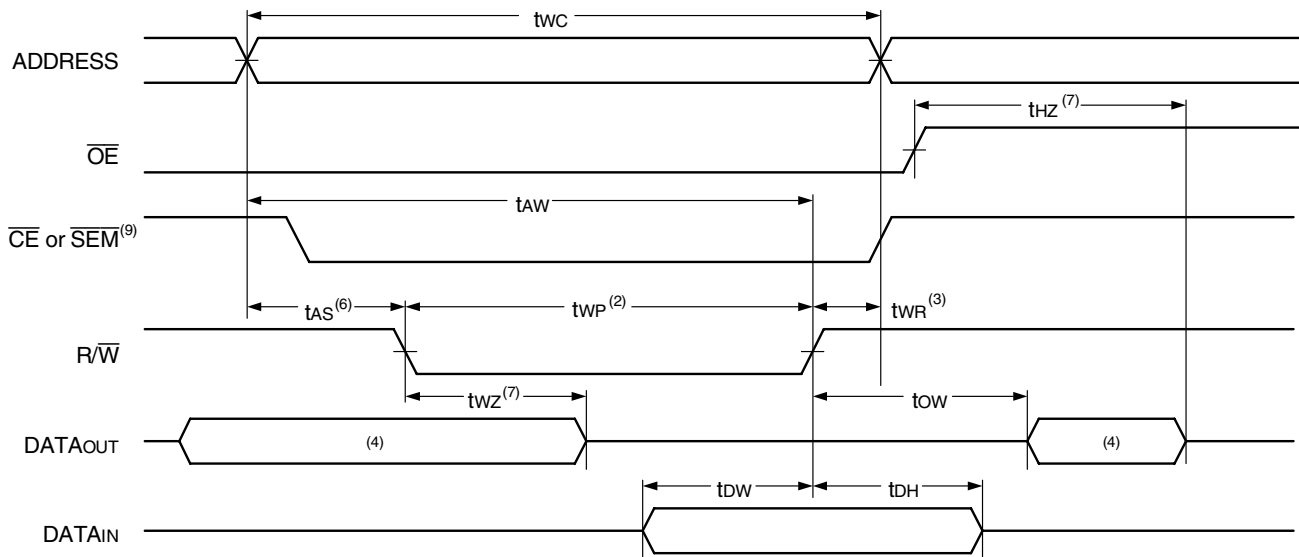 tWC
ADDRESS
tHZ(7)
OE
tAW
CE or SEM(9)
tAS(6)
tWP(2)
tWR(3)
R/W
tWZ(7)
tOW
DATAOUT
(4)
(4)
tDW
tDH
DATAIN